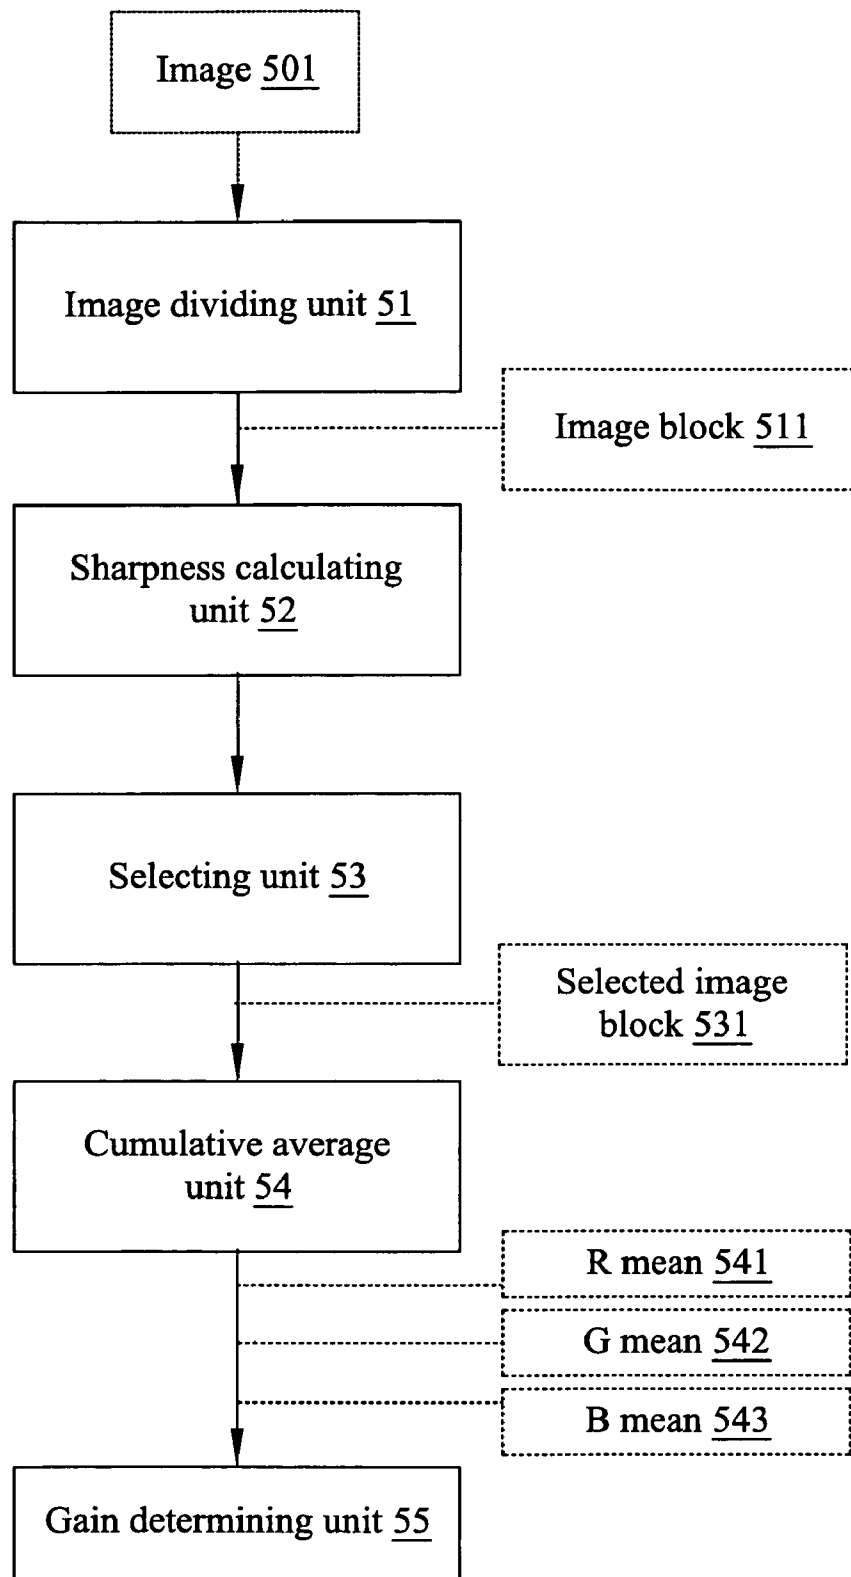 Image 501
Image dividing unit 51
Image block 511
Sharpness calculating
unit 52
Selecting unit 53
Selected image
block 531
Cumulative average
unit 54
R mean 541
G mean 542
B mean 543
Gain determining unit 55